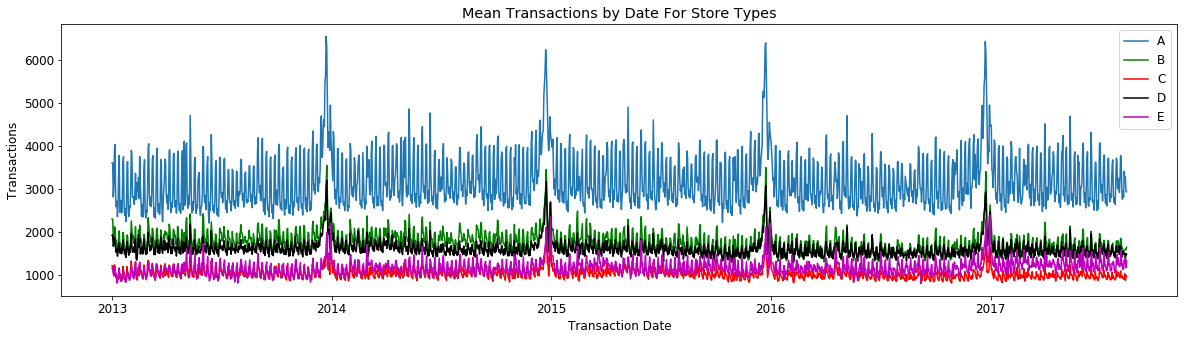 Mean Transactions by Date For Store Types
Transactions
6000
5000
4000
3000
2000
1000
A
B
C
D
E
2013
2014
2015
2016
2017
Transaction Date